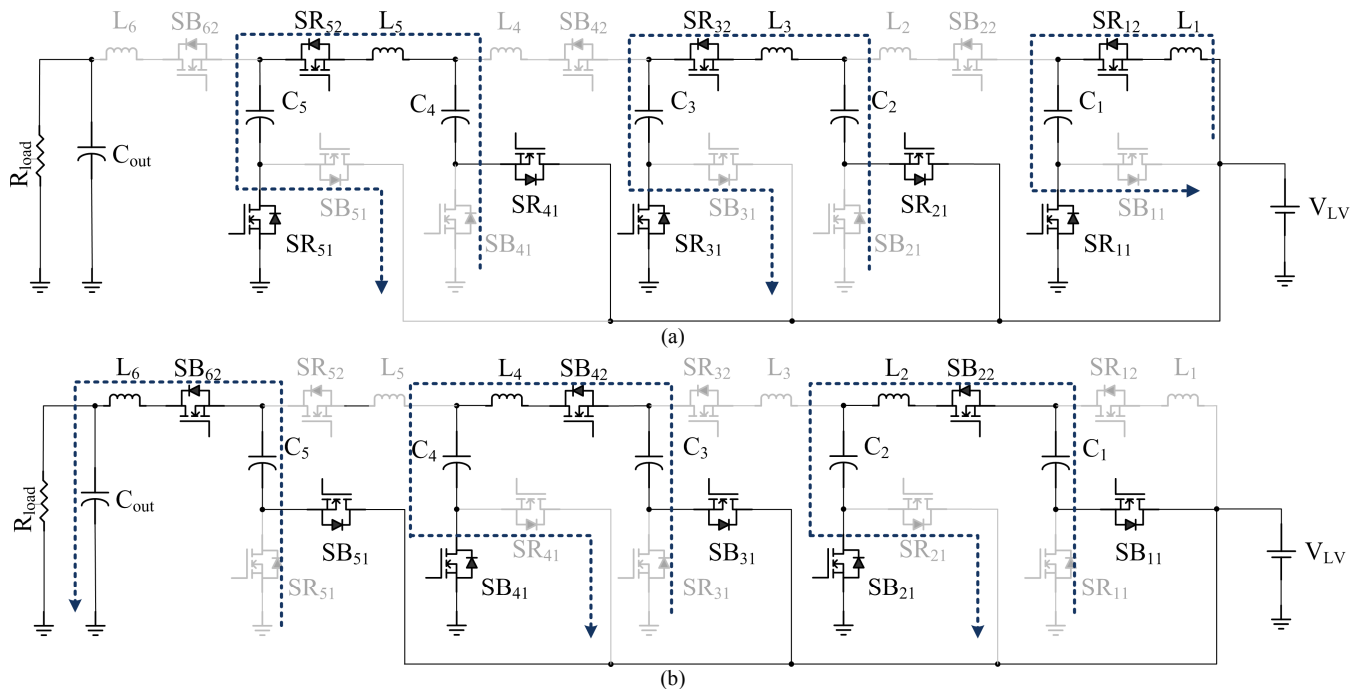 L6 SB62 SR52 L5 L4 SB42 SR32 L3 L2 SB22 SR12 L1
C5 C4 C3 C2 C1
Rload Cout SB51 SR41 SB31 SR21 SB11 VLV
SR51 SB41 SR31 SB21 SR11
(a)
L6 SB62 SR52 L5 L4 SB42 SR32 L3 L2 SB22 SR12 L1
C5 C4 C3 C2 C1
Rload Cout SB51 SR41 SB31 SR21 SB11 VLV
SR51 SB41 SR31 SB21 SR11
(b)